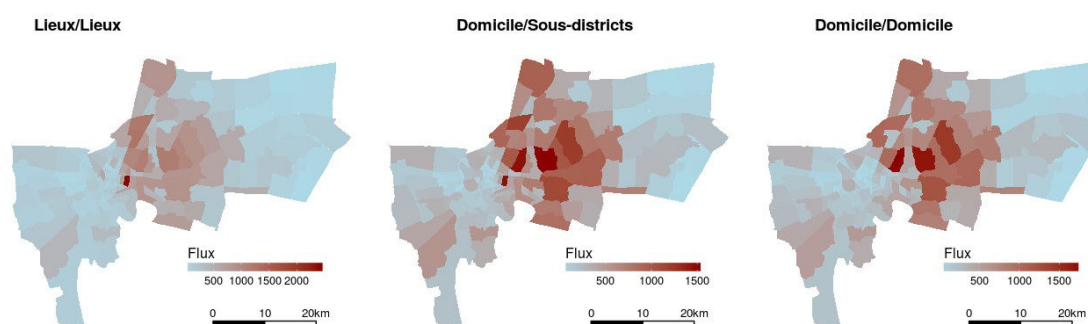 Lieux/Lieux
Domicile/Sous-districts
Domicile/Domicile
Flux
500 1000 1500 2000
0 10 20km
Flux
500 1000 1500
0 10 20km
Flux
500 1000 1500
0 10 20km